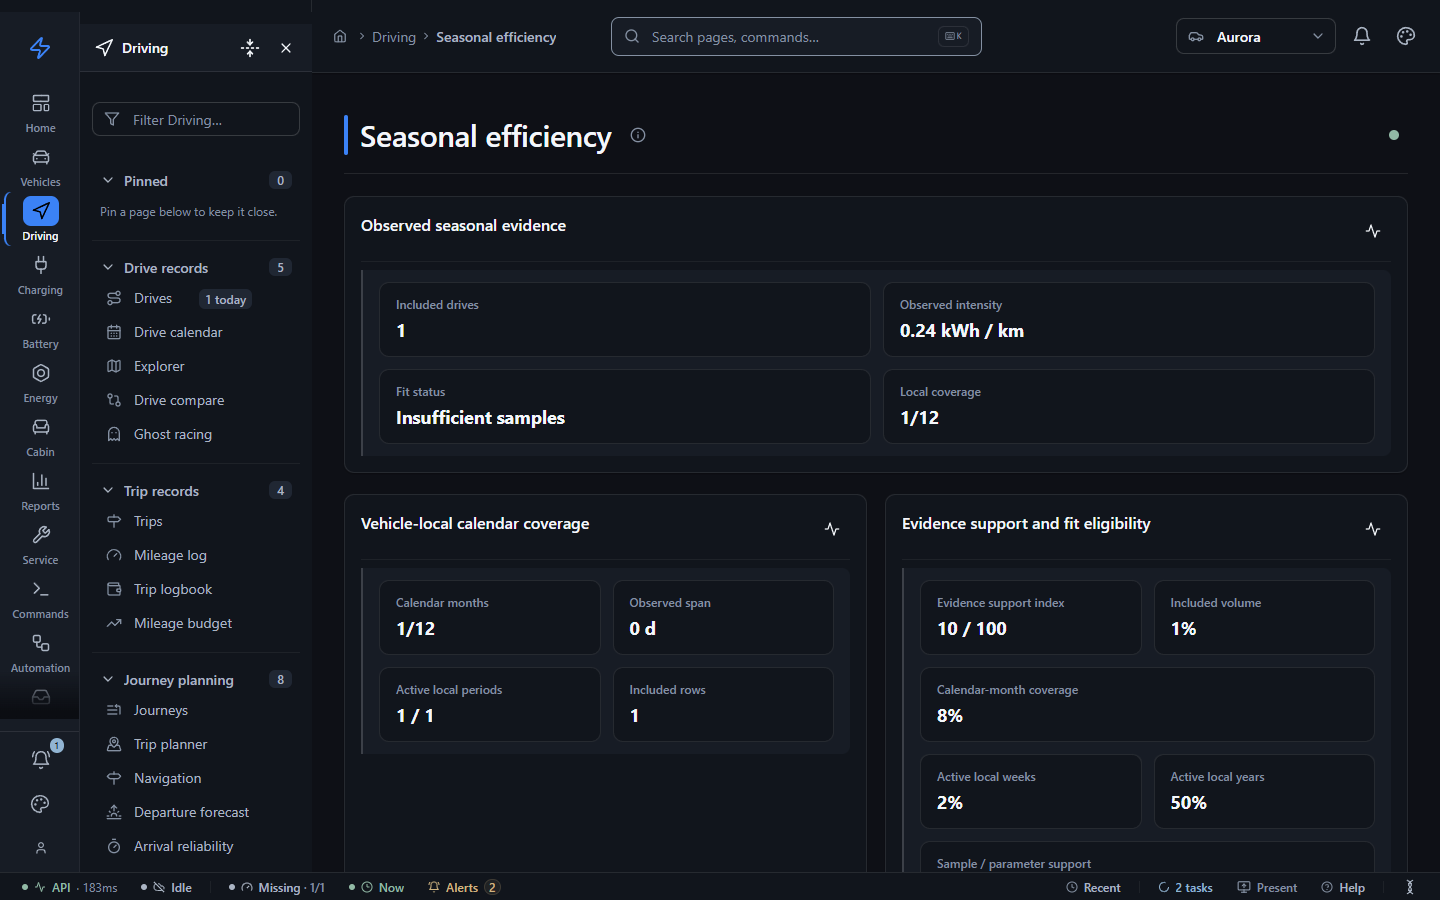 Driving
Filter Driving...
Pinned 0
Pin a page below to keep it close.
Drive records 5
Drives 1 today
Drive calendar
Explorer
Drive compare
Ghost racing
Trip records 4
Trips
Mileage log
Trip logbook
Mileage budget
Journey planning 8
Journeys
Trip planner
Navigation
Departure forecast
Arrival reliability
Home
Vehicles
Driving
Charging
Battery
Energy
Cabin
Reports
Service
Commands
Automation
1
Driving Seasonal efficiency
Search pages, commands...
K
Aurora
Seasonal efficiency
Observed seasonal evidence
Included drives
1
Observed intensity
0.24 kWh / km
Fit status
Insufficient samples
Local coverage
1/12
Vehicle-local calendar coverage
Calendar months
1/12
Observed span
0 d
Active local periods
1 / 1
Included rows
1
Evidence support and fit eligibility
Evidence support index
10 / 100
Included volume
1%
Calendar-month coverage
8%
Active local weeks
2%
Active local years
50%
Sample / parameter support
API · 183ms
Idle
Missing · 1/1
Now
Alerts 2
Recent
2 tasks
Present
Help